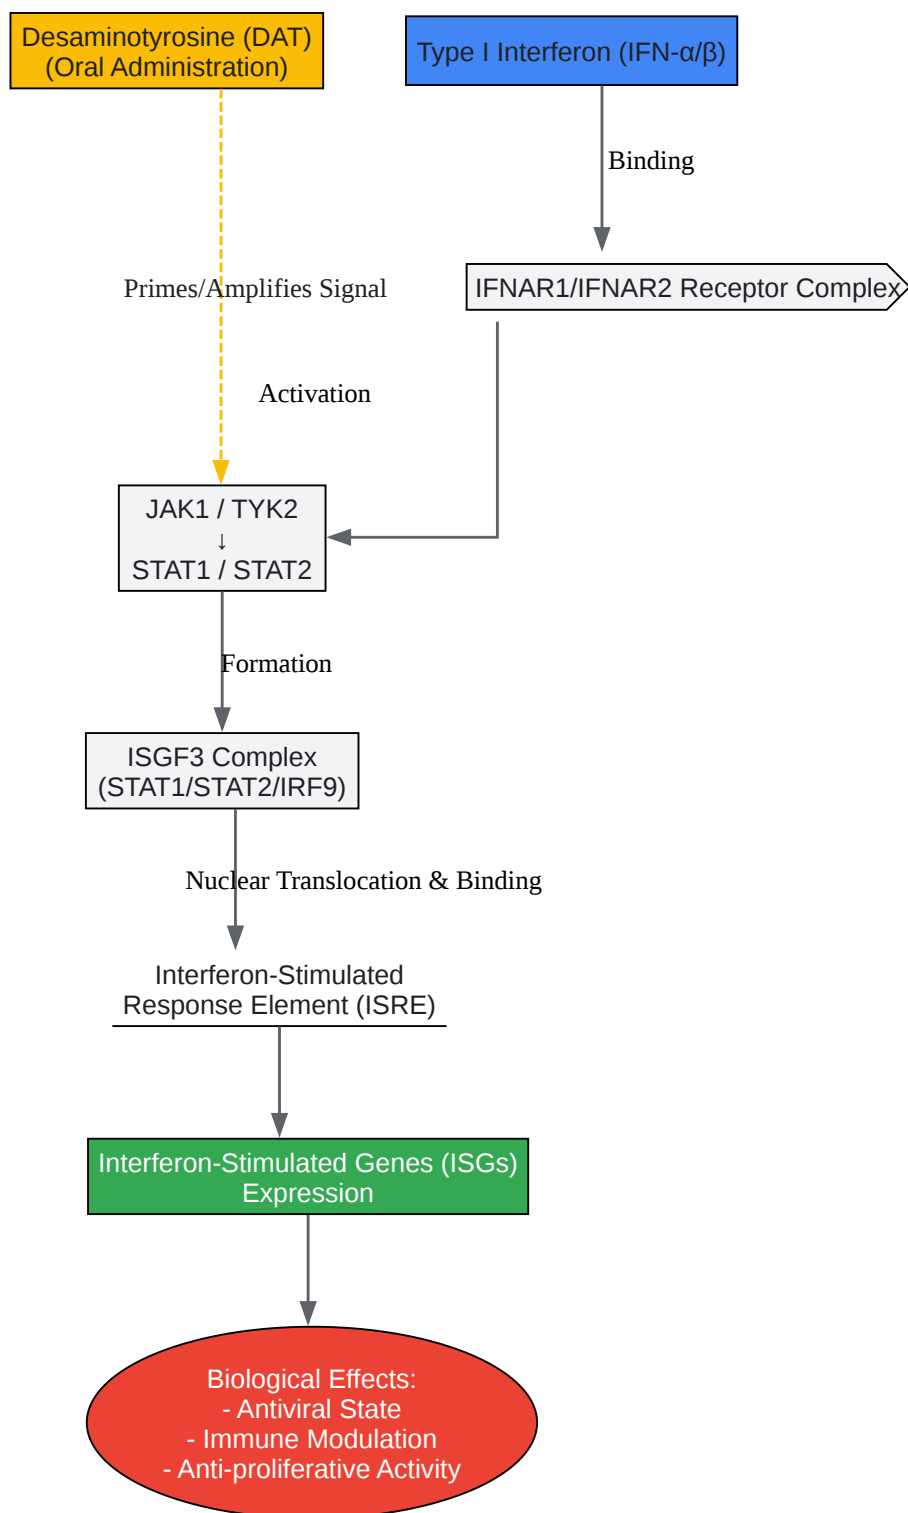 Desaminotyrosine (DAT)
(Oral Administration)
Type I Interferon (IFN-α/β)
Binding
Primes/Amplifies Signal
IFNAR1/IFNAR2 Receptor Complex
Activation
JAK1 / TYK2
↓
STAT1 / STAT2
Formation
ISGF3 Complex
(STAT1/STAT2/IRF9)
Nuclear Translocation & Binding
Interferon-Stimulated
Response Element (ISRE)
Interferon-Stimulated Genes (ISGs)
Expression
Biological Effects:
- Antiviral State
- Immune Modulation
- Anti-proliferative Activity